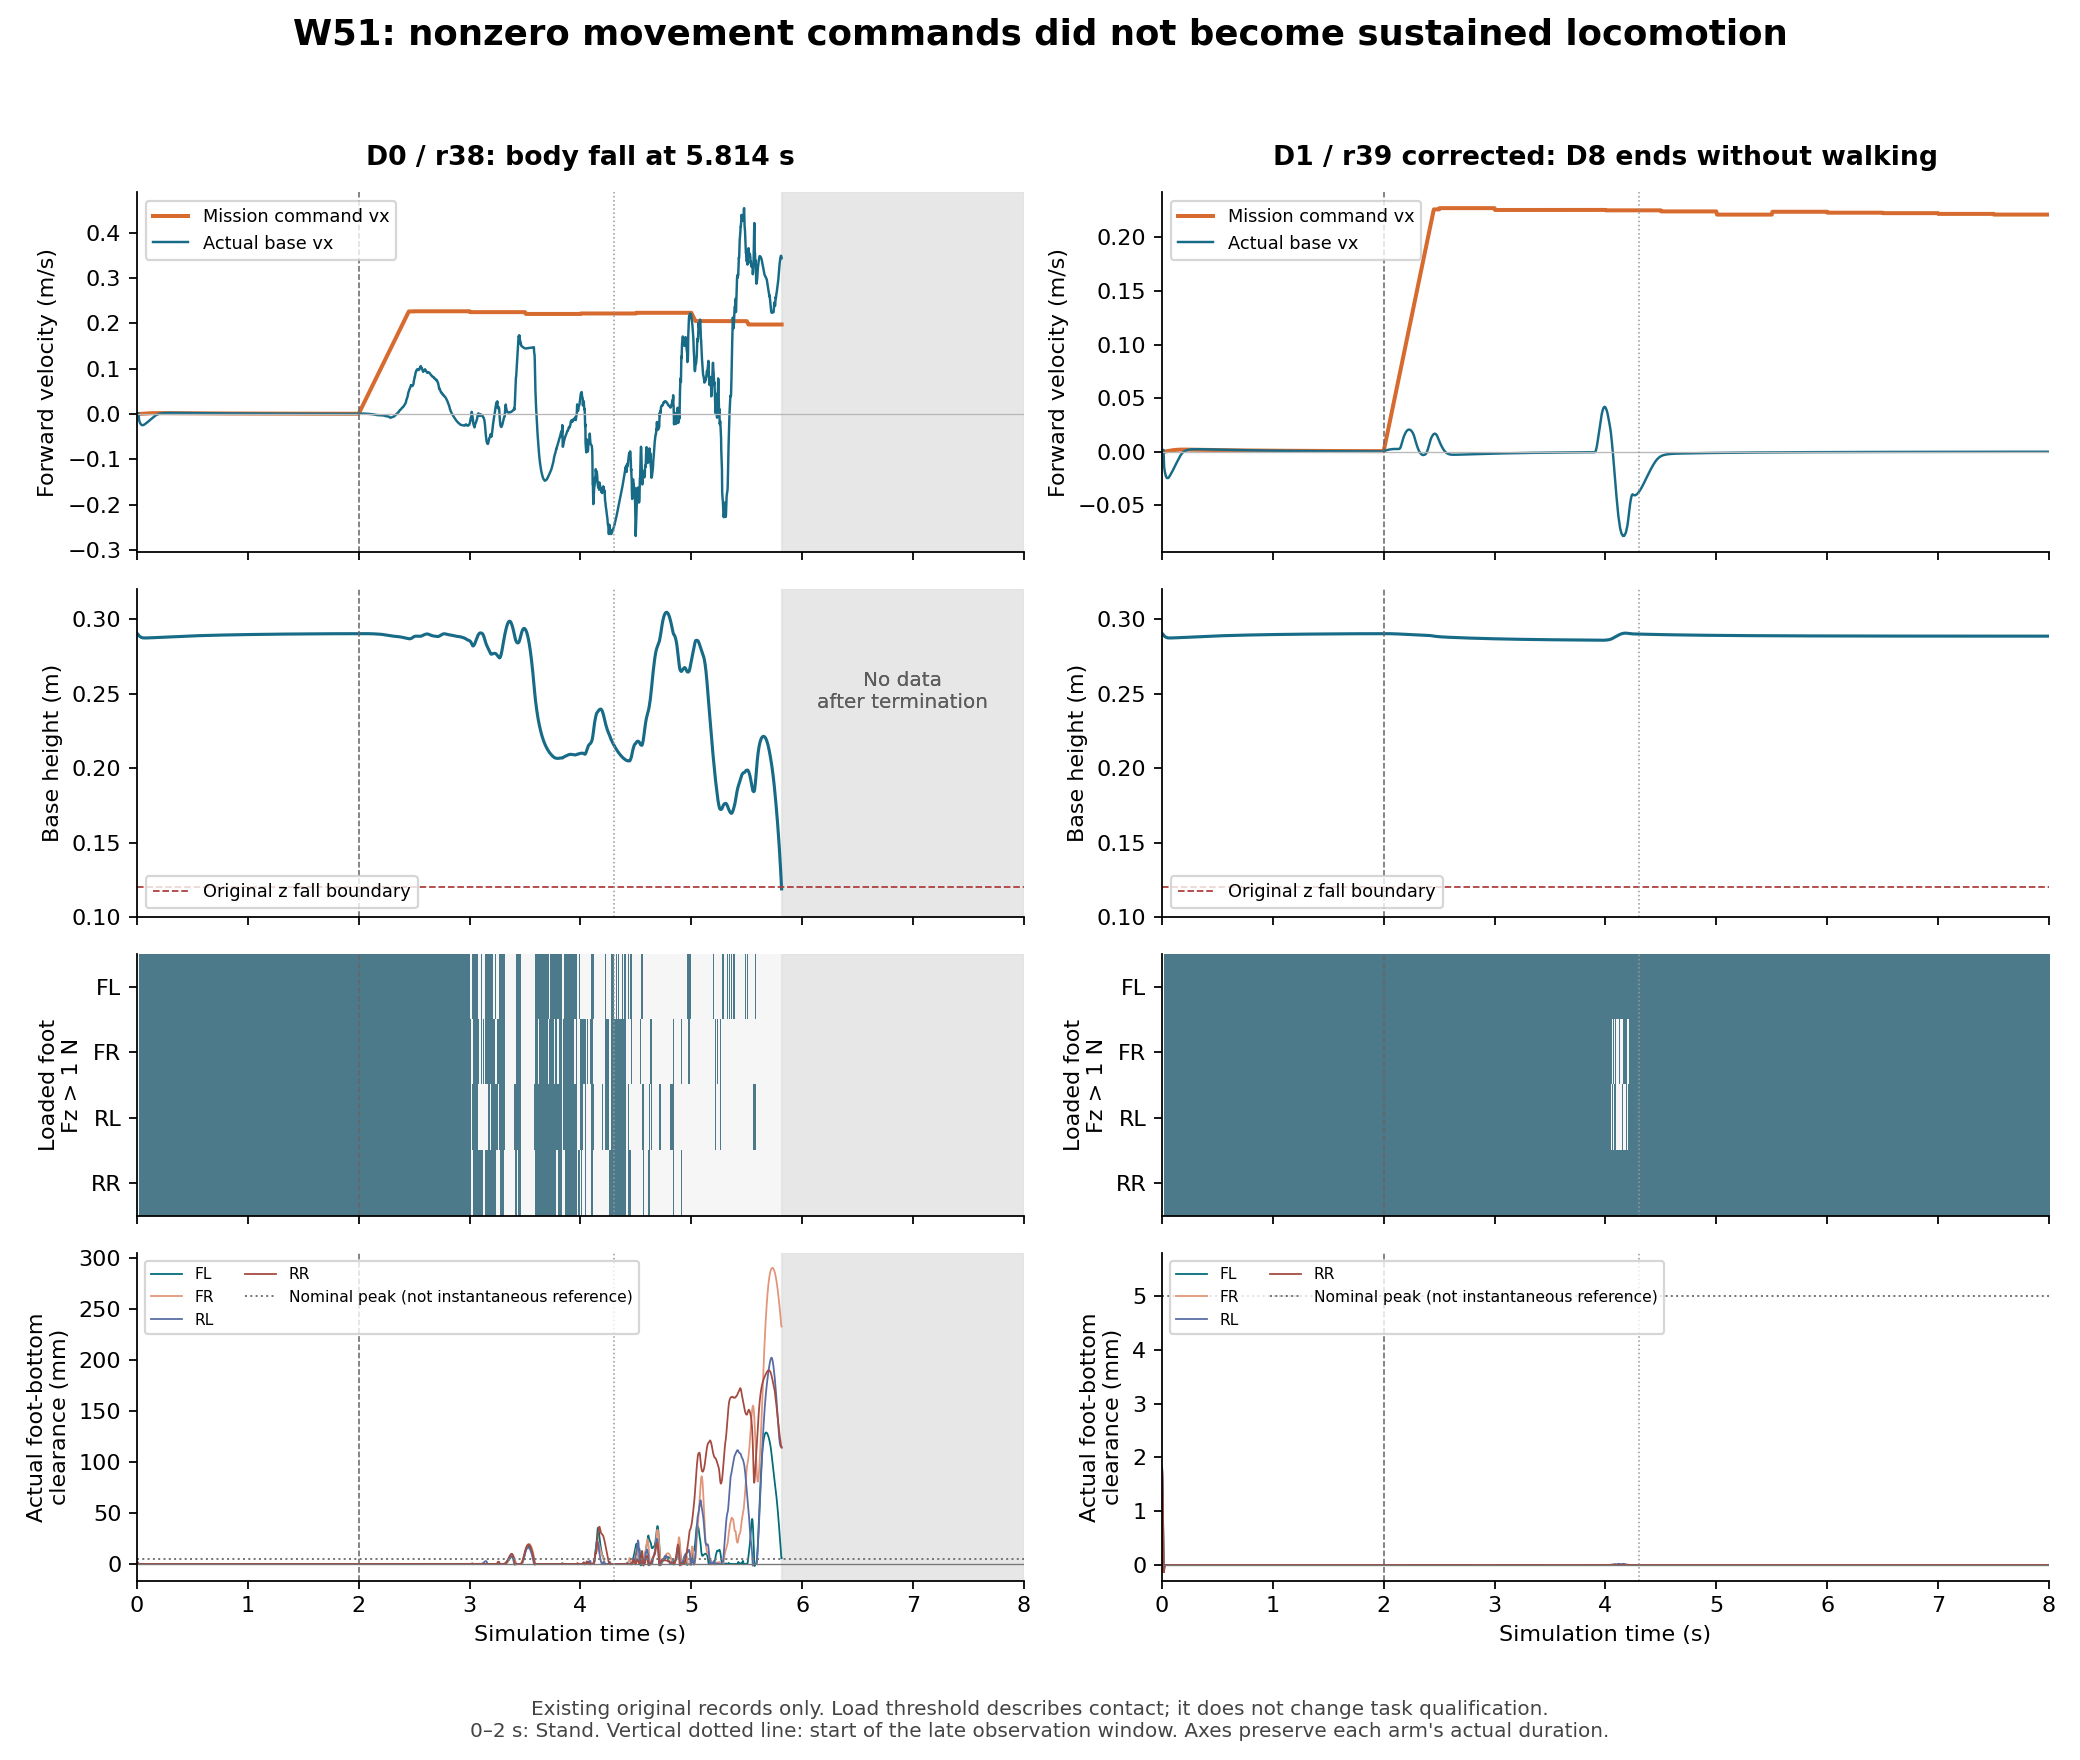 W51: nonzero movement commands did not become sustained locomotion
D0 / r38: body fall at 5.814 s
Mission command vx
Actual base vx
Forward velocity (m/s)
0.4
0.3
0.2
0.1
0.0
−0.1
−0.2
−0.3
D1 / r39 corrected: D8 ends without walking
Mission command vx
Actual base vx
Forward velocity (m/s)
0.20
0.15
0.10
0.05
0.00
−0.05
Base height (m)
0.30
0.25
0.20
0.15
0.10
No data
after termination
Original z fall boundary
Base height (m)
0.30
0.25
0.20
0.15
0.10
Original z fall boundary
Loaded foot
Fz > 1 N
FL
FR
RL
RR
Loaded foot
Fz > 1 N
FL
FR
RL
RR
Actual foot-bottom
clearance (mm)
300
250
200
150
100
50
0
FL
FR
RL
RR
Nominal peak (not instantaneous reference)
0 1 2 3 4 5 6 7 8
Simulation time (s)
Actual foot-bottom
clearance (mm)
5
4
3
2
1
0
FL
FR
RL
RR
Nominal peak (not instantaneous reference)
0 1 2 3 4 5 6 7 8
Simulation time (s)
Existing original records only. Load threshold describes contact; it does not change task qualification.
0–2 s: Stand. Vertical dotted line: start of the late observation window. Axes preserve each arm's actual duration.